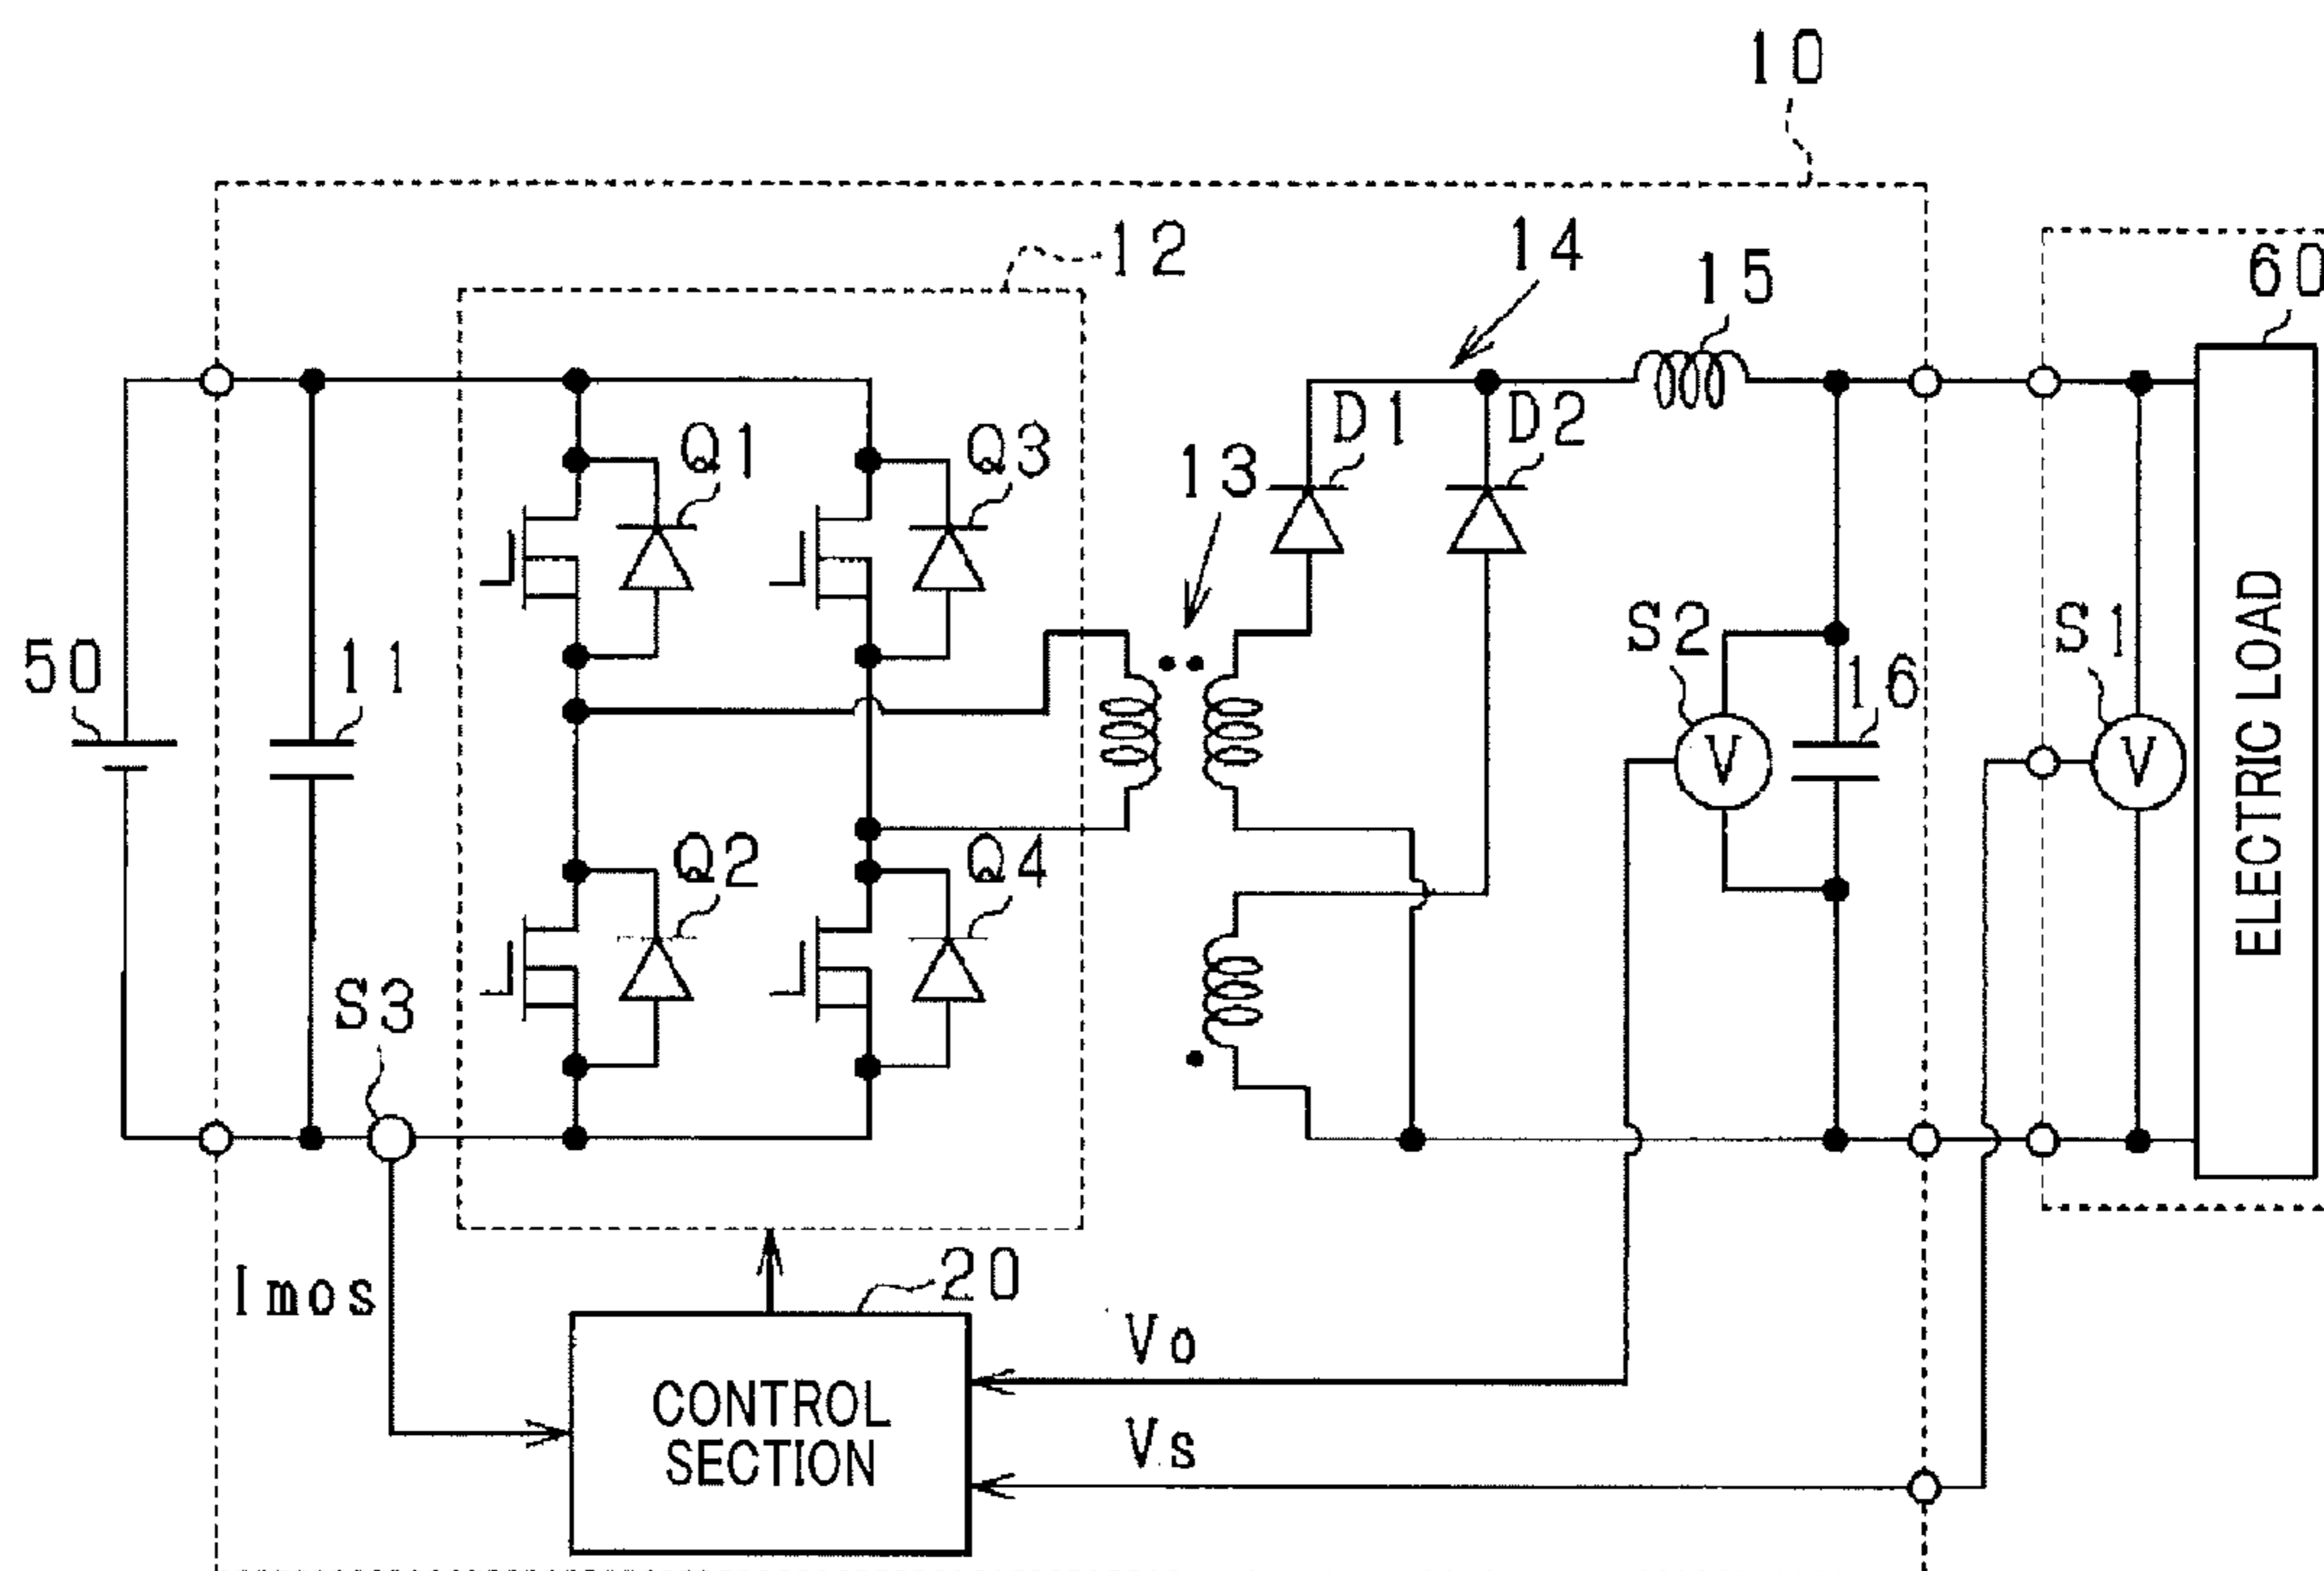 10
12
14
15
60
Q1
Q3
D1
D2
13
50
11
S2
16
S1
V
V
ELECTRIC LOAD
Q2
Q4
S3
Imos
20
Vo
CONTROL
SECTION
Vs